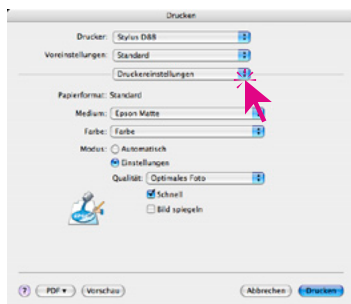 Drucken
Drucker: Stylus D88
Voreinstellungen: Standard
Druckereinstellungen
Papierformat: Standard
Medium: Epson Matte
Farbe: Farbe
Modus: Automatisch
Einstellungen
Qualität: Optimales Foto
Schnell
Bild spiegeln
? PDF Vorschau Abbrechen Drucken